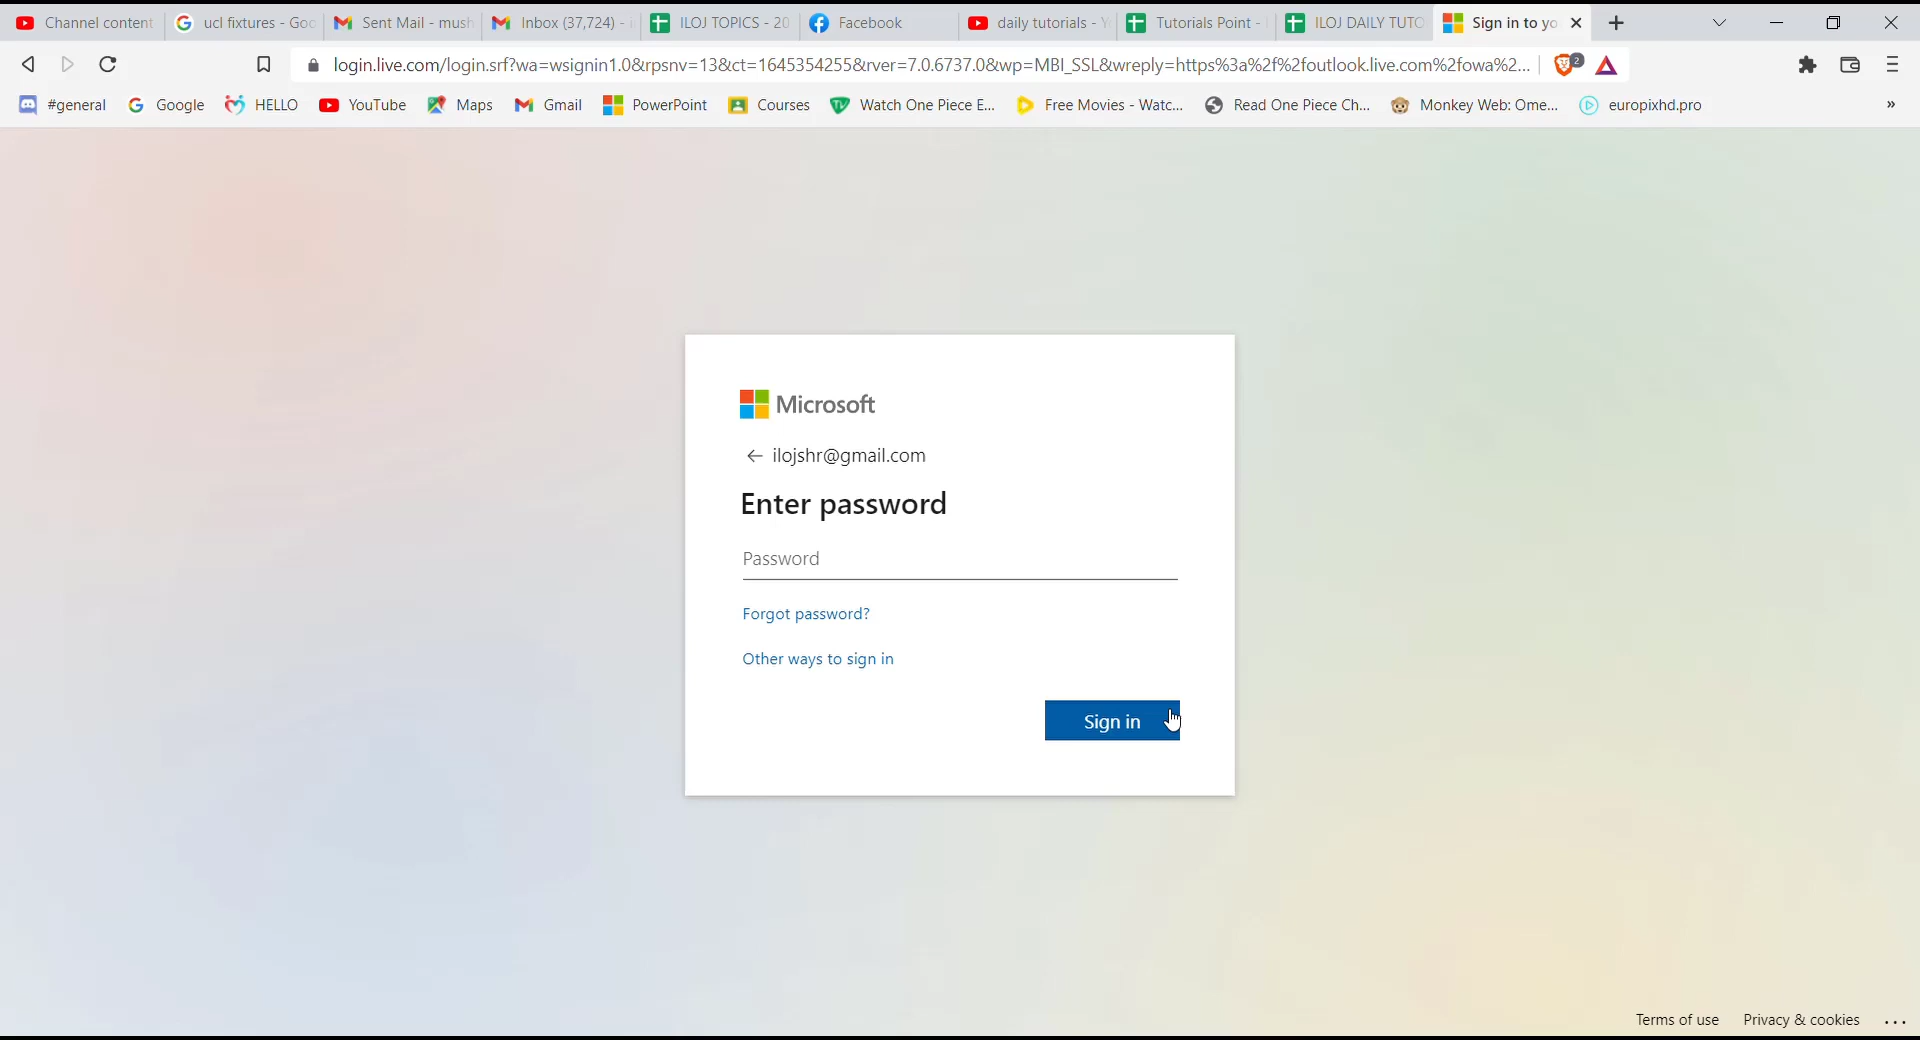 Channel content
ucl fixtures - Goo
Sent Mail - mush
Inbox (37,724) -
ILOJ TOPICS - 20
Facebook
daily tutorials - Y
Tutorials Point -
ILOJ DAILY TUTO
Sign in to yo
login.live.com/login.srf?wa=wsignin1.0&rpsnv=13&ct=1645354255&rver=7.0.6737.0&wp=MBI_SSL&wreply=https%3a%2f%2foutlook.live.com%2fowa%2...
2
#general
Google
HELLO
YouTube
Maps
Gmail
PowerPoint
Courses
Watch One Piece E...
Free Movies - Watc...
Read One Piece Ch...
Monkey Web: Ome...
europixhd.pro
»
Microsoft
← ilojshr@gmail.com
Enter password
Password
Forgot password?
Other ways to sign in
Sign in
Terms of use
Privacy & cookies
...